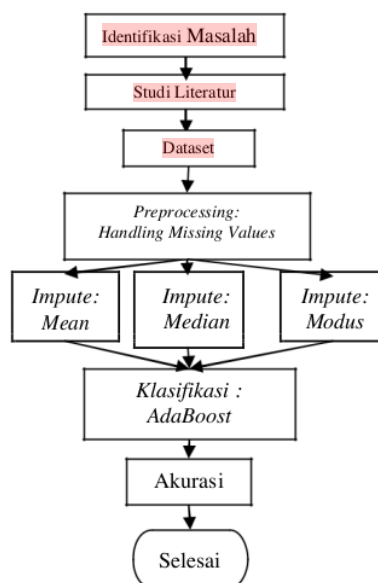 Identifikasi Masalah
Studi Literatur
Dataset
Preprocessing:
Handling Missing Values
Impute:
Mean
Impute:
Median
Impute:
Modus
Klasifikasi :
AdaBoost
Akurasi
Selesai